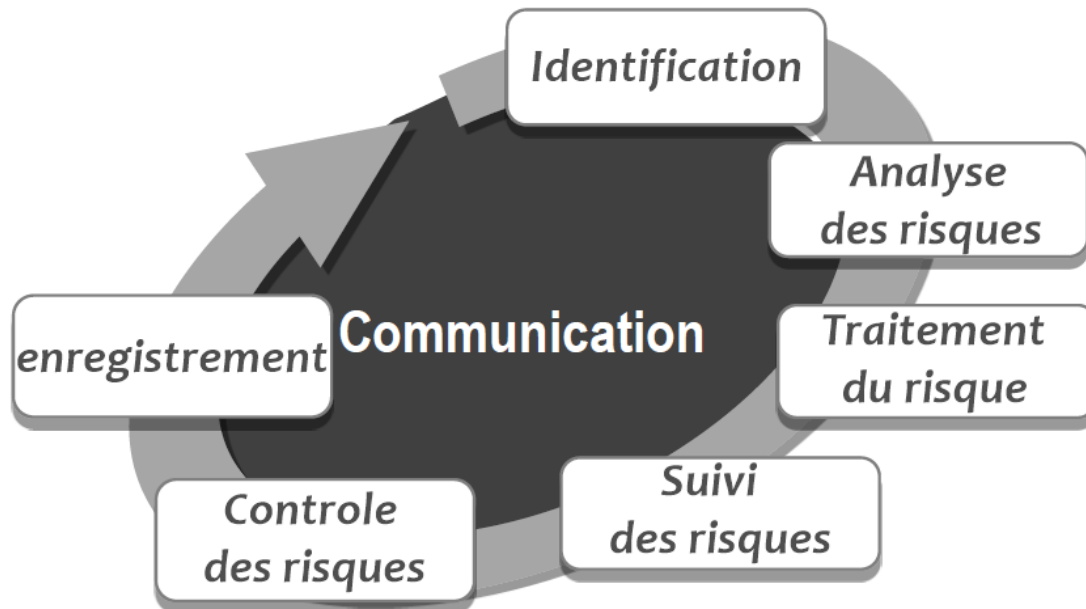 Identification
Analyse
des risques
Traitement
du risque
Suivi
des risques
Controle
des risques
enregistrement
Communication